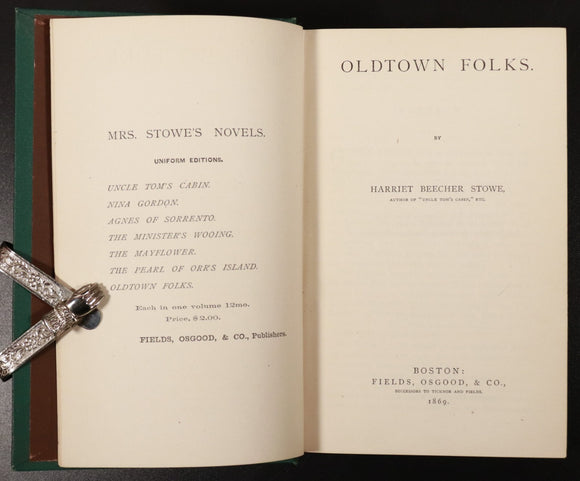 MRS. STOWE'S NOVELS.
UNIFORM EDITIONS.
UNCLE TOM'S CABIN.
NINA GORDON.
AGNES OF SORRENTO.
THE MINISTER'S WOOING.
THE MAYFLOWER.
THE PEARL OF ORR'S ISLAND.
OLDTOWN FOLKS.
Each in one volume 12mo.
Price, $2.00.
FIELDS, OSGOOD, & CO., Publishers.
OLDTOWN FOLKS.
BY
HARRIET BEECHER STOWE,
AUTHOR OF "UNCLE TOM'S CABIN," ETC.
BOSTON:
FIELDS, OSGOOD, & CO.,
SUCCESSORS TO TICKNOR AND FIELDS.
1869.